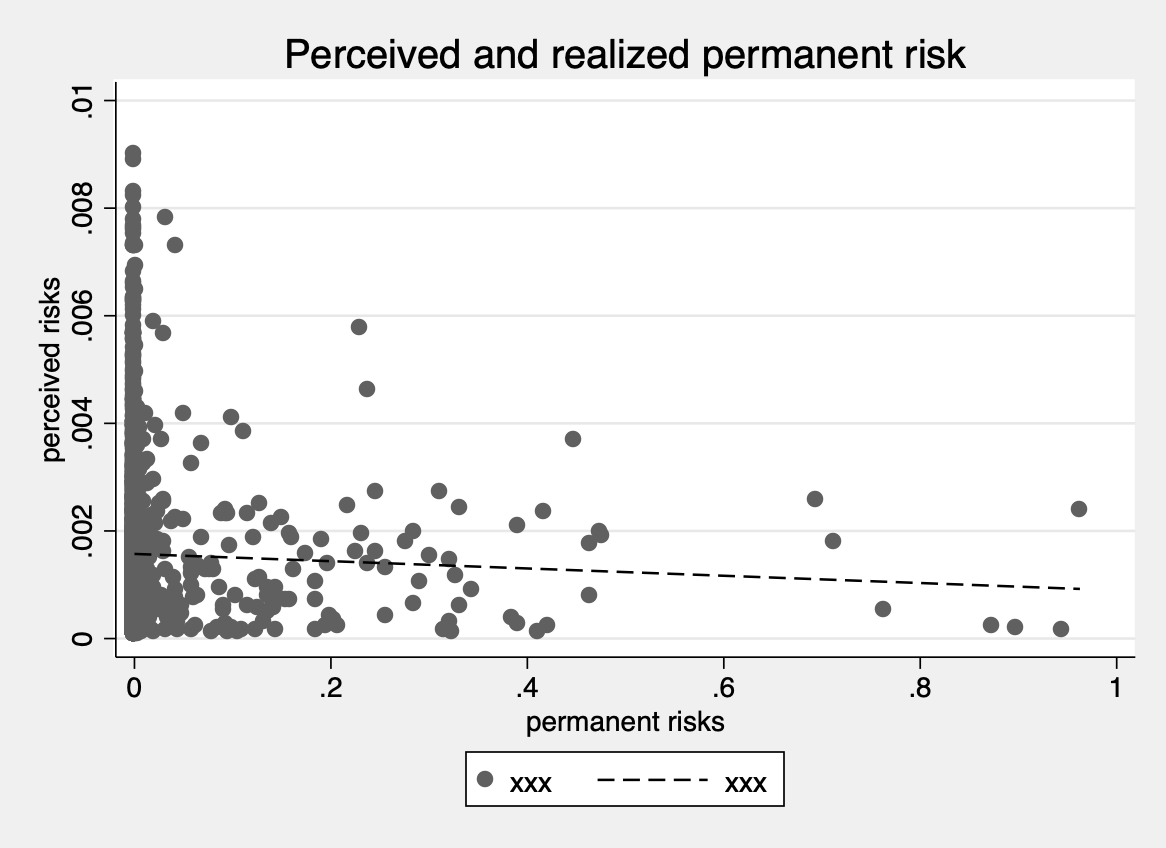 Perceived and realized permanent risk
.01
.008
.006
.004
.002
0
perceived risks
0 .2 .4 .6 .8 1
permanent risks
xxx xxx